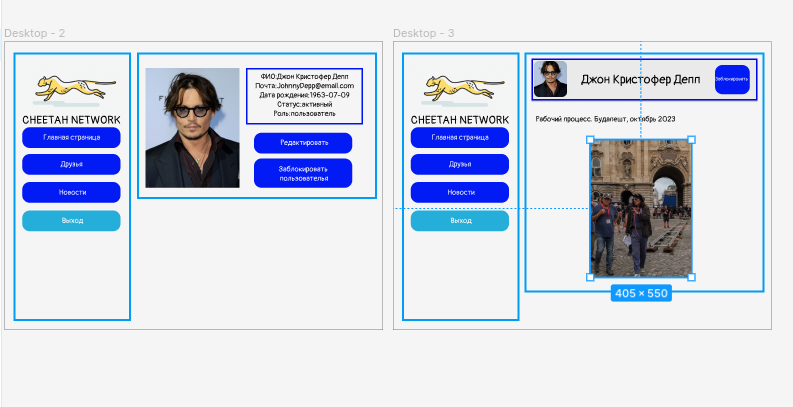 Desktop - 2
CHEETAH NETWORK
Главная страница
Друзья
Новости
Выход
ФИО:Джон Кристофер Депп
Почта:JohnnyDepp@email.com
Дата рождения:1963-07-09
Статус:активный
Роль:пользователь
Редактировать
Заблокировать
пользователья
Desktop - 3
CHEETAH NETWORK
Главная страница
Друзья
Новости
Выход
Джон Кристофер Депп
Заблокировать
Рабочий процесс. Будапешт, октябрь 2023
405 × 550